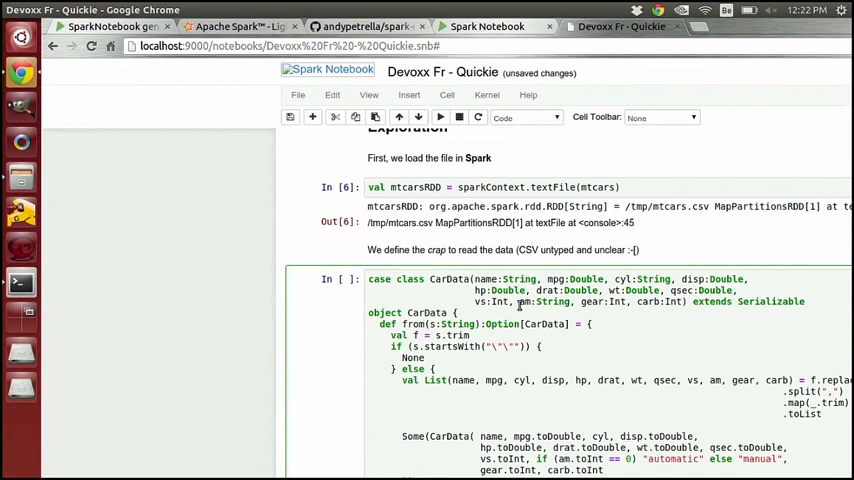 Devoxx Fr - Quickie - Google Chrome
Be
12:22 PM
SparkNotebook gen
Apache Spark™ - Lig
andypetrella/spark-
Spark Notebook
Devoxx Fr - Quickie
localhost:9000/notebooks/Devoxx%20Fr%20-%20Quickie.snb#
Spark Notebook
Devoxx Fr - Quickie (unsaved changes)
File Edit View Insert Cell Kernel Help
Code
Cell Toolbar: None
Exploration
First, we load the file in Spark
In [6]: val mtcarsRDD = sparkContext.textFile(mtcars)
mtcarsRDD: org.apache.spark.rdd.RDD[String] = /tmp/mtcars.csv MapPartitionsRDD[1] at te
Out[6]: /tmp/mtcars.csv MapPartitionsRDD[1] at textFile at <console>:45
We define the crap to read the data (CSV untyped and unclear :-[)
In [ ]: case class CarData(name:String, mpg:Double, cyl:String, disp:Double,
hp:Double, drat:Double, wt:Double, qsec:Double,
vs:Int, am:String, gear:Int, carb:Int) extends Serializable
object CarData {
def from(s:String):Option[CarData] = {
val f = s.trim
if (s.startsWith("\"\"")) {
None
} else {
val List(name, mpg, cyl, disp, hp, drat, wt, qsec, vs, am, gear, carb) = f.replac
.split(",")
.map(_.trim)
.toList
Some(CarData( name, mpg.toDouble, cyl, disp.toDouble,
hp.toDouble, drat.toDouble, wt.toDouble, qsec.toDouble,
vs.toInt, if (am.toInt == 0) "automatic" else "manual",
gear.toInt, carb.toInt